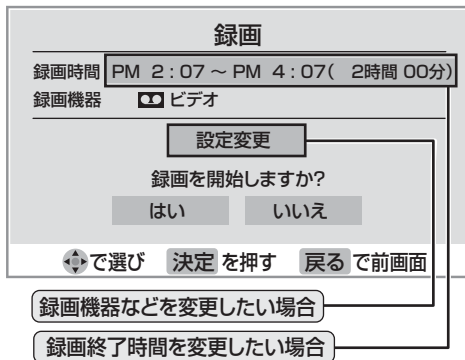 録画
録画時間 PM 2:07～PM 4:07( 2時間 00分)
録画機器 ビデオ
設定変更
録画を開始しますか?
はい いいえ
で選び 決定 を押す 戻る で前画面
録画機器などを変更したい場合
録画終了時間を変更したい場合